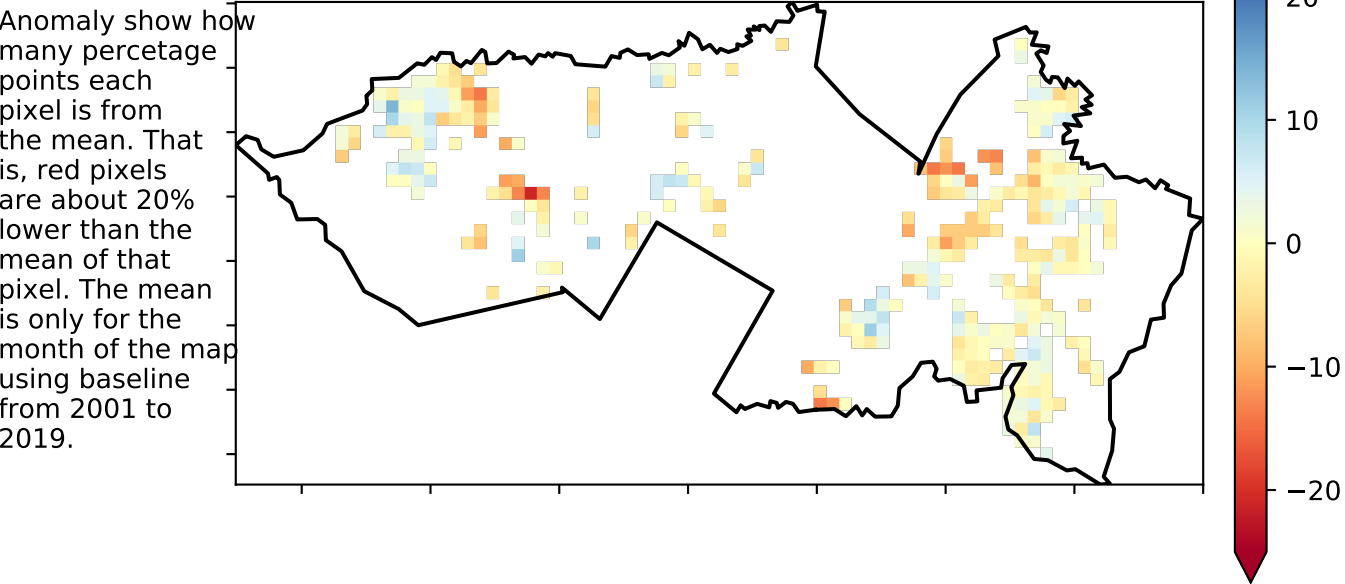 Anomaly show how
many percetage
points each
pixel is from
the mean. That
is, red pixels
are about 20%
lower than the
mean of that
pixel. The mean
is only for the
month of the map
using baseline
from 2001 to
2019.
20
10
0
−10
−20